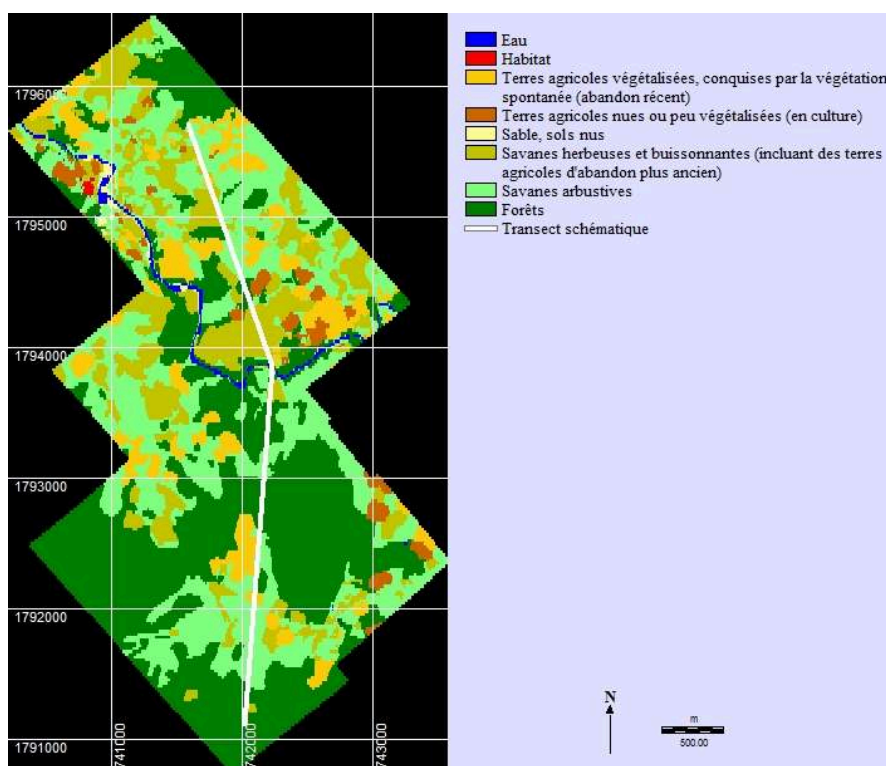 Eau
Habitat
Terres agricoles végétalisées, conquises par la végétation
spontanée (abandon récent)
Terres agricoles nues ou peu végétalisées (en culture)
Sable, sols nus
Savanes herbeuses et buissonnantes (incluant des terres
agricoles d'abandon plus ancien)
Savanes arbustives
Forêts
Transect schématique
1796000
1795000
1794000
1793000
1792000
1791000
741000
742000
743000
N
m
500.00